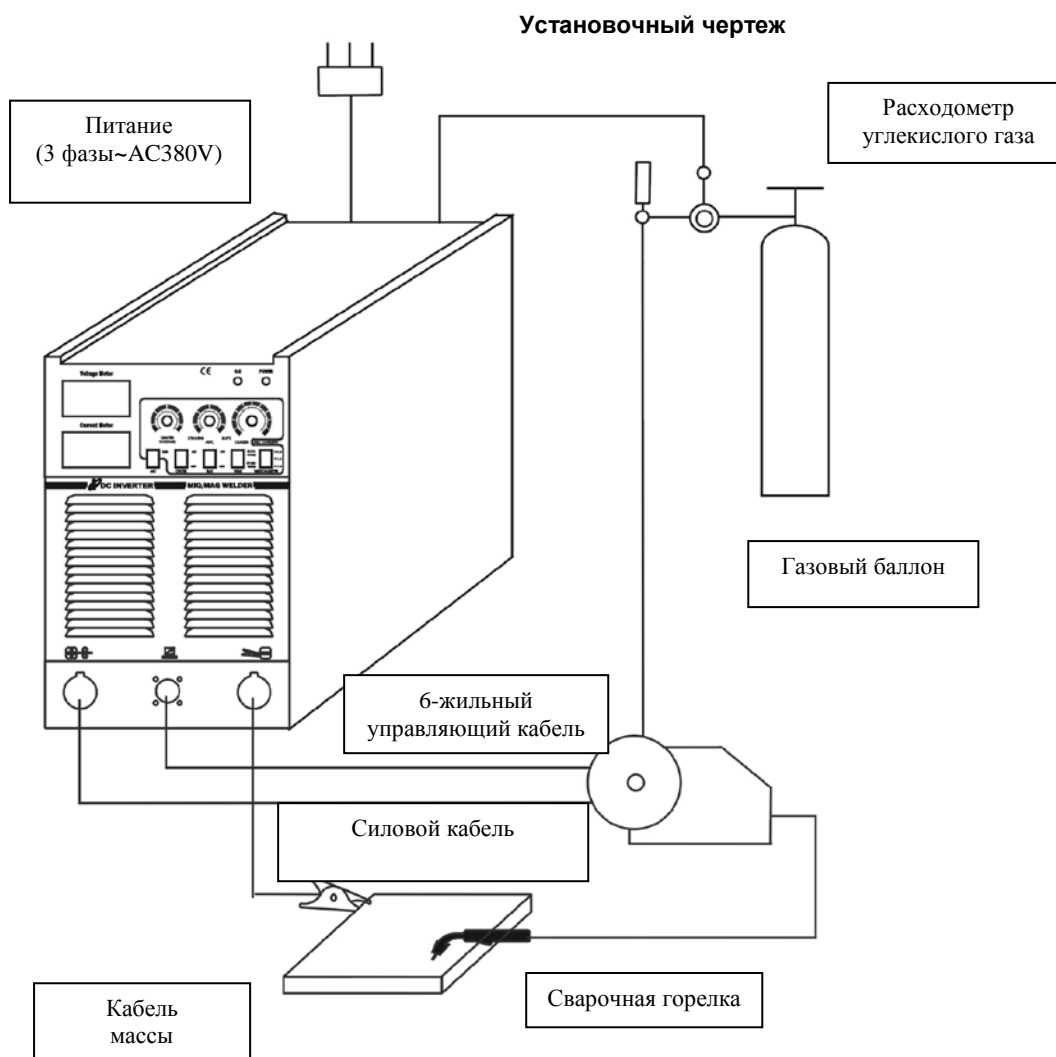 Установочный чертеж
Питание
(3 фазы~AC380V)
Расходометр
углекислого газа
Voltage Meter
CE
POWER
Current Meter
DC INVERTER
MIG/MAG WELDER
Газовый баллон
6-жильный
управляющий кабель
Силовой кабель
Сварочная горелка
Кабель
массы